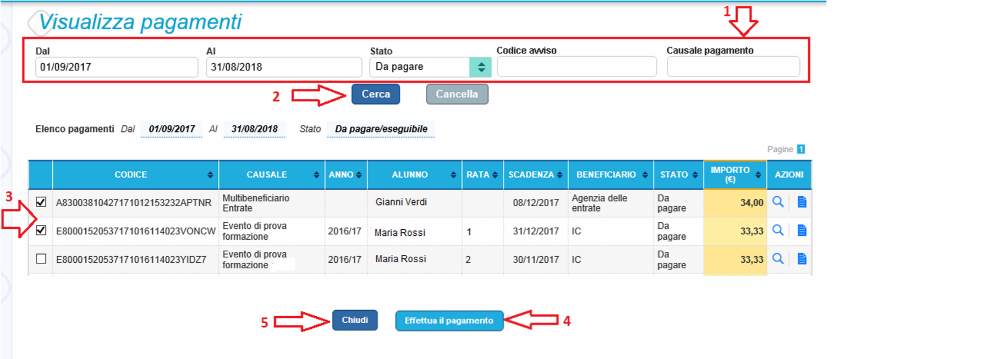 1
Visualizza pagamenti
Dal Al Stato Codice avviso Causale pagamento
01/09/2017 31/08/2018 Da pagare
2 Cerca Cancella
Elenco pagamenti Dal 01/09/2017 Al 31/08/2018 Stato Da pagare/eseguibile
Pagine 1
CODICE CAUSALE ANNO ALUNNO RATA SCADENZA BENEFICIARIO STATO IMPORTO (€) AZIONI
3
A83003810427171012153232APTNR Multibeneficiario Entrate Gianni Verdi 08/12/2017 Agenzia delle entrate Da pagare 34,00
E80001520537171016114023VONCW Evento di prova formazione 2016/17 Maria Rossi 1 31/12/2017 IC Da pagare 33,33
E80001520537171016114023YIDZ7 Evento di prova formazione 2016/17 Maria Rossi 2 30/11/2017 IC Da pagare 33,33
5 Chiudi Effettua il pagamento 4